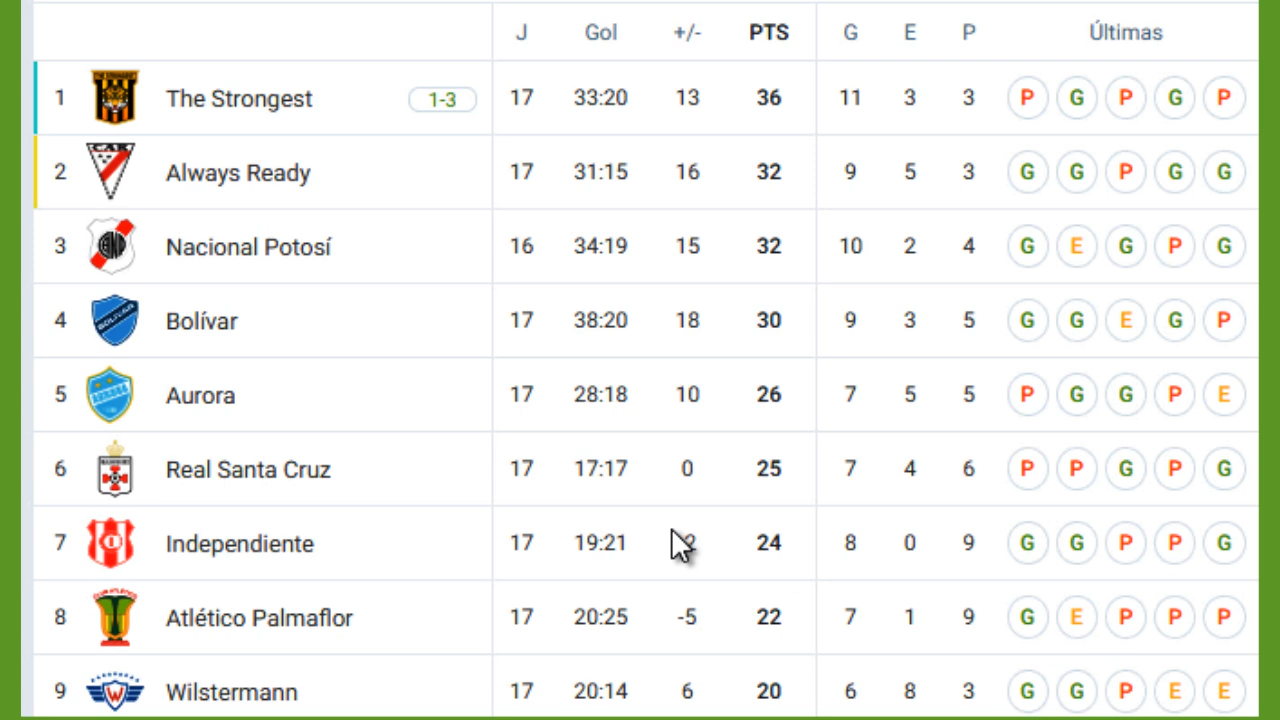 J Gol +/- PTS G E P Últimas
1 The Strongest 1-3 17 33:20 13 36 11 3 3 P G P G P
2 Always Ready 17 31:15 16 32 9 5 3 G G P G G
3 Nacional Potosí 16 34:19 15 32 10 2 4 G E G P G
4 BOLIVAR Bolívar 17 38:20 18 30 9 3 5 G G E G P
5 Aurora 17 28:18 10 26 7 5 5 P G G P E
6 Real Santa Cruz 17 17:17 0 25 7 4 6 P P G P G
7 Independiente 17 19:21 24 8 0 9 G G P P G
8 Atlético Palmaflor 17 20:25 -5 22 7 1 9 G E P P P
9 W Wilstermann 17 20:14 6 20 6 8 3 G G P E E